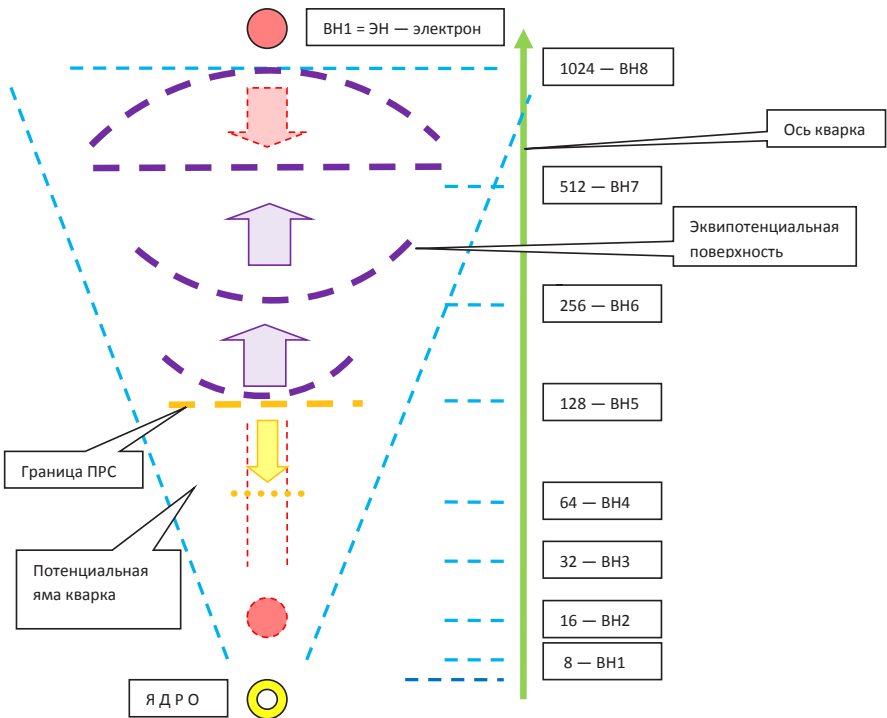 ВН1 = ЭН — электрон
1024 — ВН8
Ось кварка
512 — ВН7
Эквипотенциальная
поверхность
256 — ВН6
128 — ВН5
Граница ПРС
64 — ВН4
Потенциальная
яма кварка
32 — ВН3
16 — ВН2
8 — ВН1
Я Д Р О